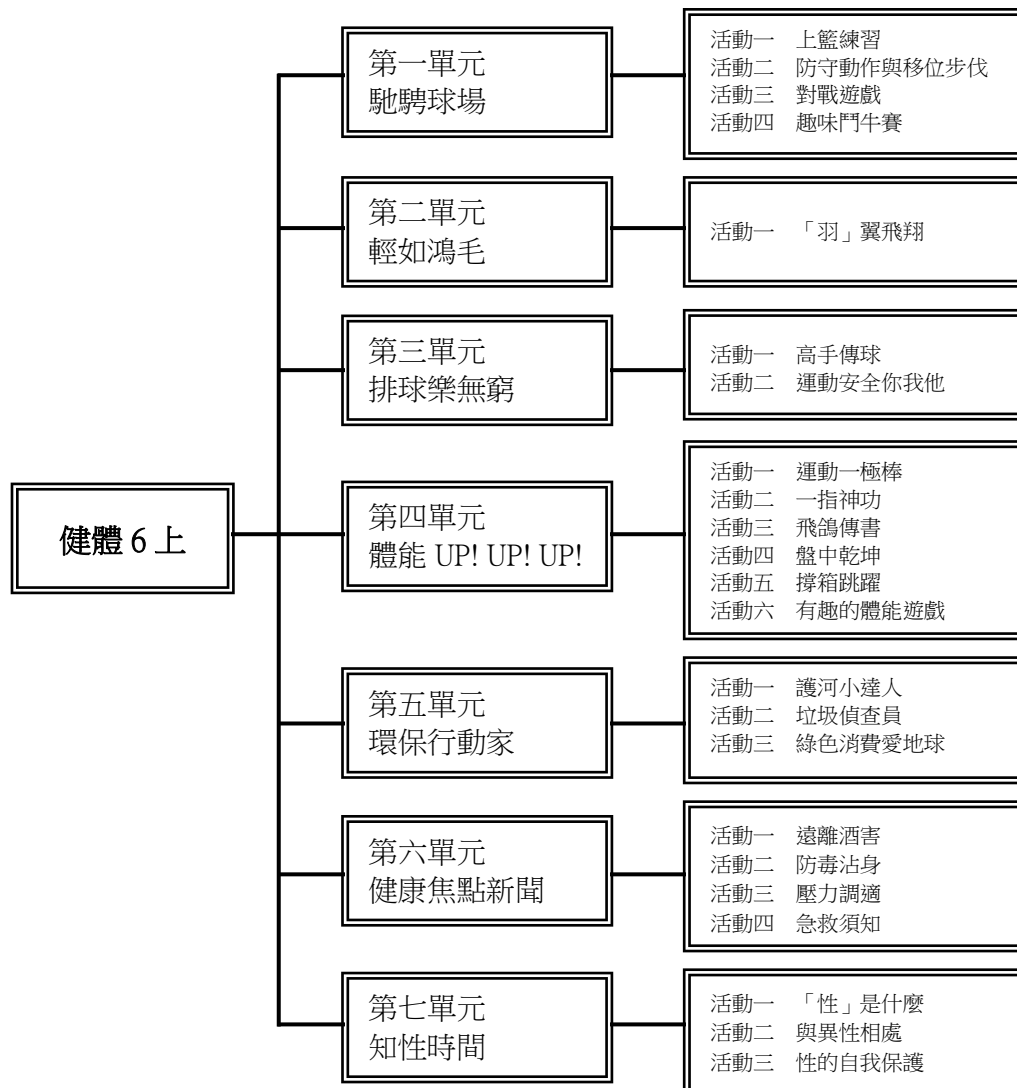 健體 6 上
第一單元
馳騁球場
活動一　上籃練習
活動二　防守動作與移位步伐
活動三　對戰遊戲
活動四　趣味鬥牛賽
第二單元
輕如鴻毛
活動一　「羽」翼飛翔
第三單元
排球樂無窮
活動一　高手傳球
活動二　運動安全你我他
第四單元
體能 UP! UP! UP!
活動一　運動一極棒
活動二　一指神功
活動三　飛鴿傳書
活動四　盤中乾坤
活動五　撐箱跳躍
活動六　有趣的體能遊戲
第五單元
環保行動家
活動一　護河小達人
活動二　垃圾偵查員
活動三　綠色消費愛地球
第六單元
健康焦點新聞
活動一　遠離酒害
活動二　防毒沾身
活動三　壓力調適
活動四　急救須知
第七單元
知性時間
活動一　「性」是什麼
活動二　與異性相處
活動三　性的自我保護